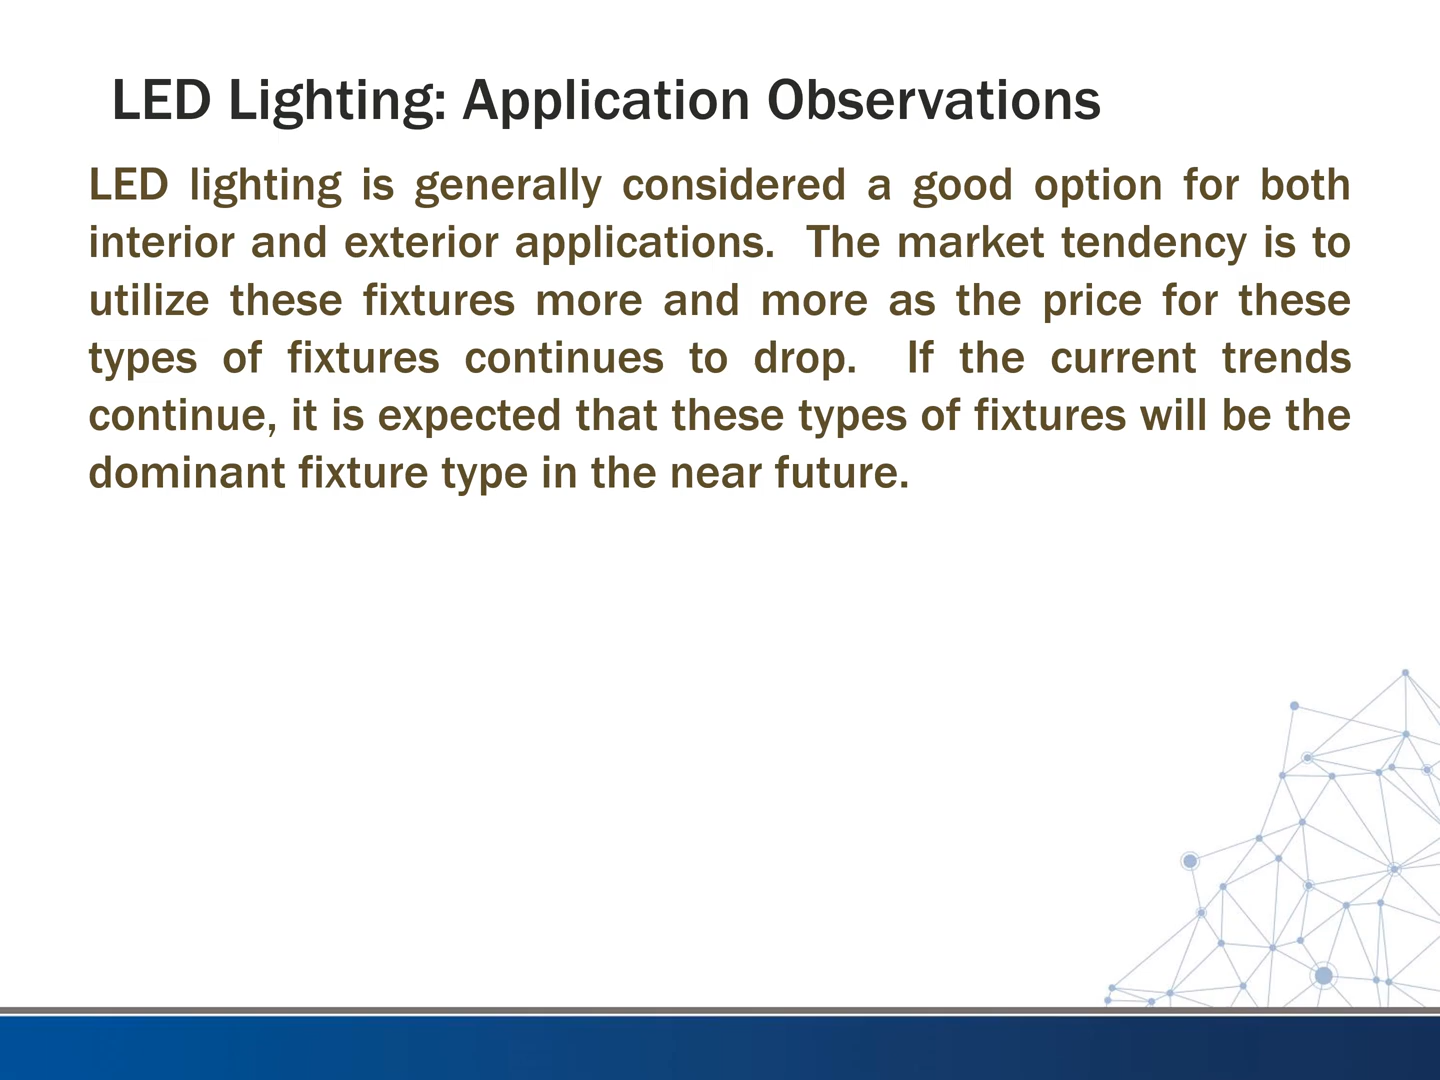 LED Lighting: Application Observations
LED lighting is generally considered a good option for both
interior and exterior applications.  The market tendency is to
utilize these fixtures more and more as the price for these
types of fixtures continues to drop.  If the current trends
continue, it is expected that these types of fixtures will be the
dominant fixture type in the near future.